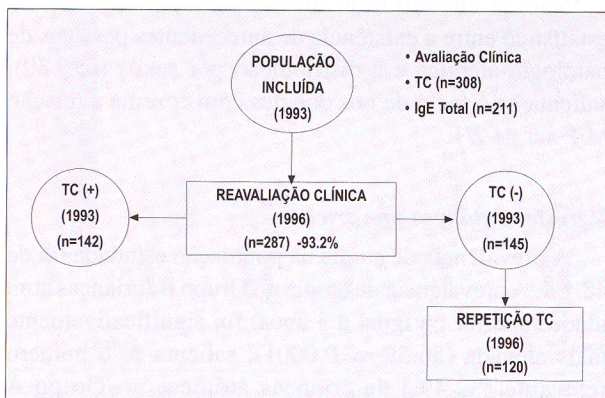 POPULAÇÃO
INCLUÍDA
(1993)
• Avaliação Clínica
• TC (n=308)
• IgE Total (n=211)
TC (+)
(1993)
(n=142)
REAVALIAÇÃO CLÍNICA
(1996)
(n=287) -93.2%
TC (-)
(1993)
(n=145)
REPETIÇÃO TC
(1996)
(n=120)